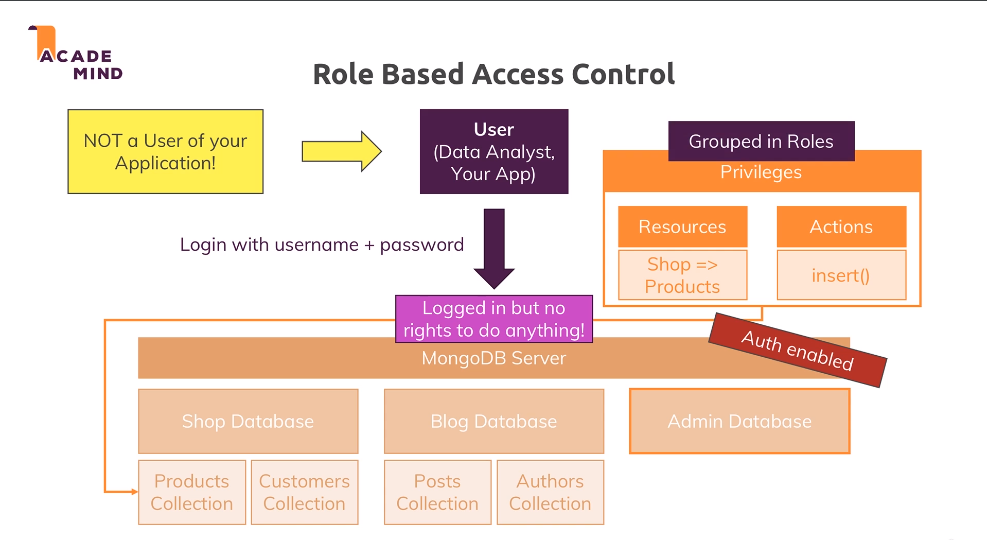 ACADE
MIND
Role Based Access Control
NOT a User of your
Application!
User
(Data Analyst,
Your App)
Grouped in Roles
Privileges
Resources
Actions
Shop =>
Products
insert()
Login with username + password
Logged in but no
rights to do anything!
Auth enabled
MongoDB Server
Shop Database
Blog Database
Admin Database
Products
Collection
Customers
Collection
Posts
Collection
Authors
Collection